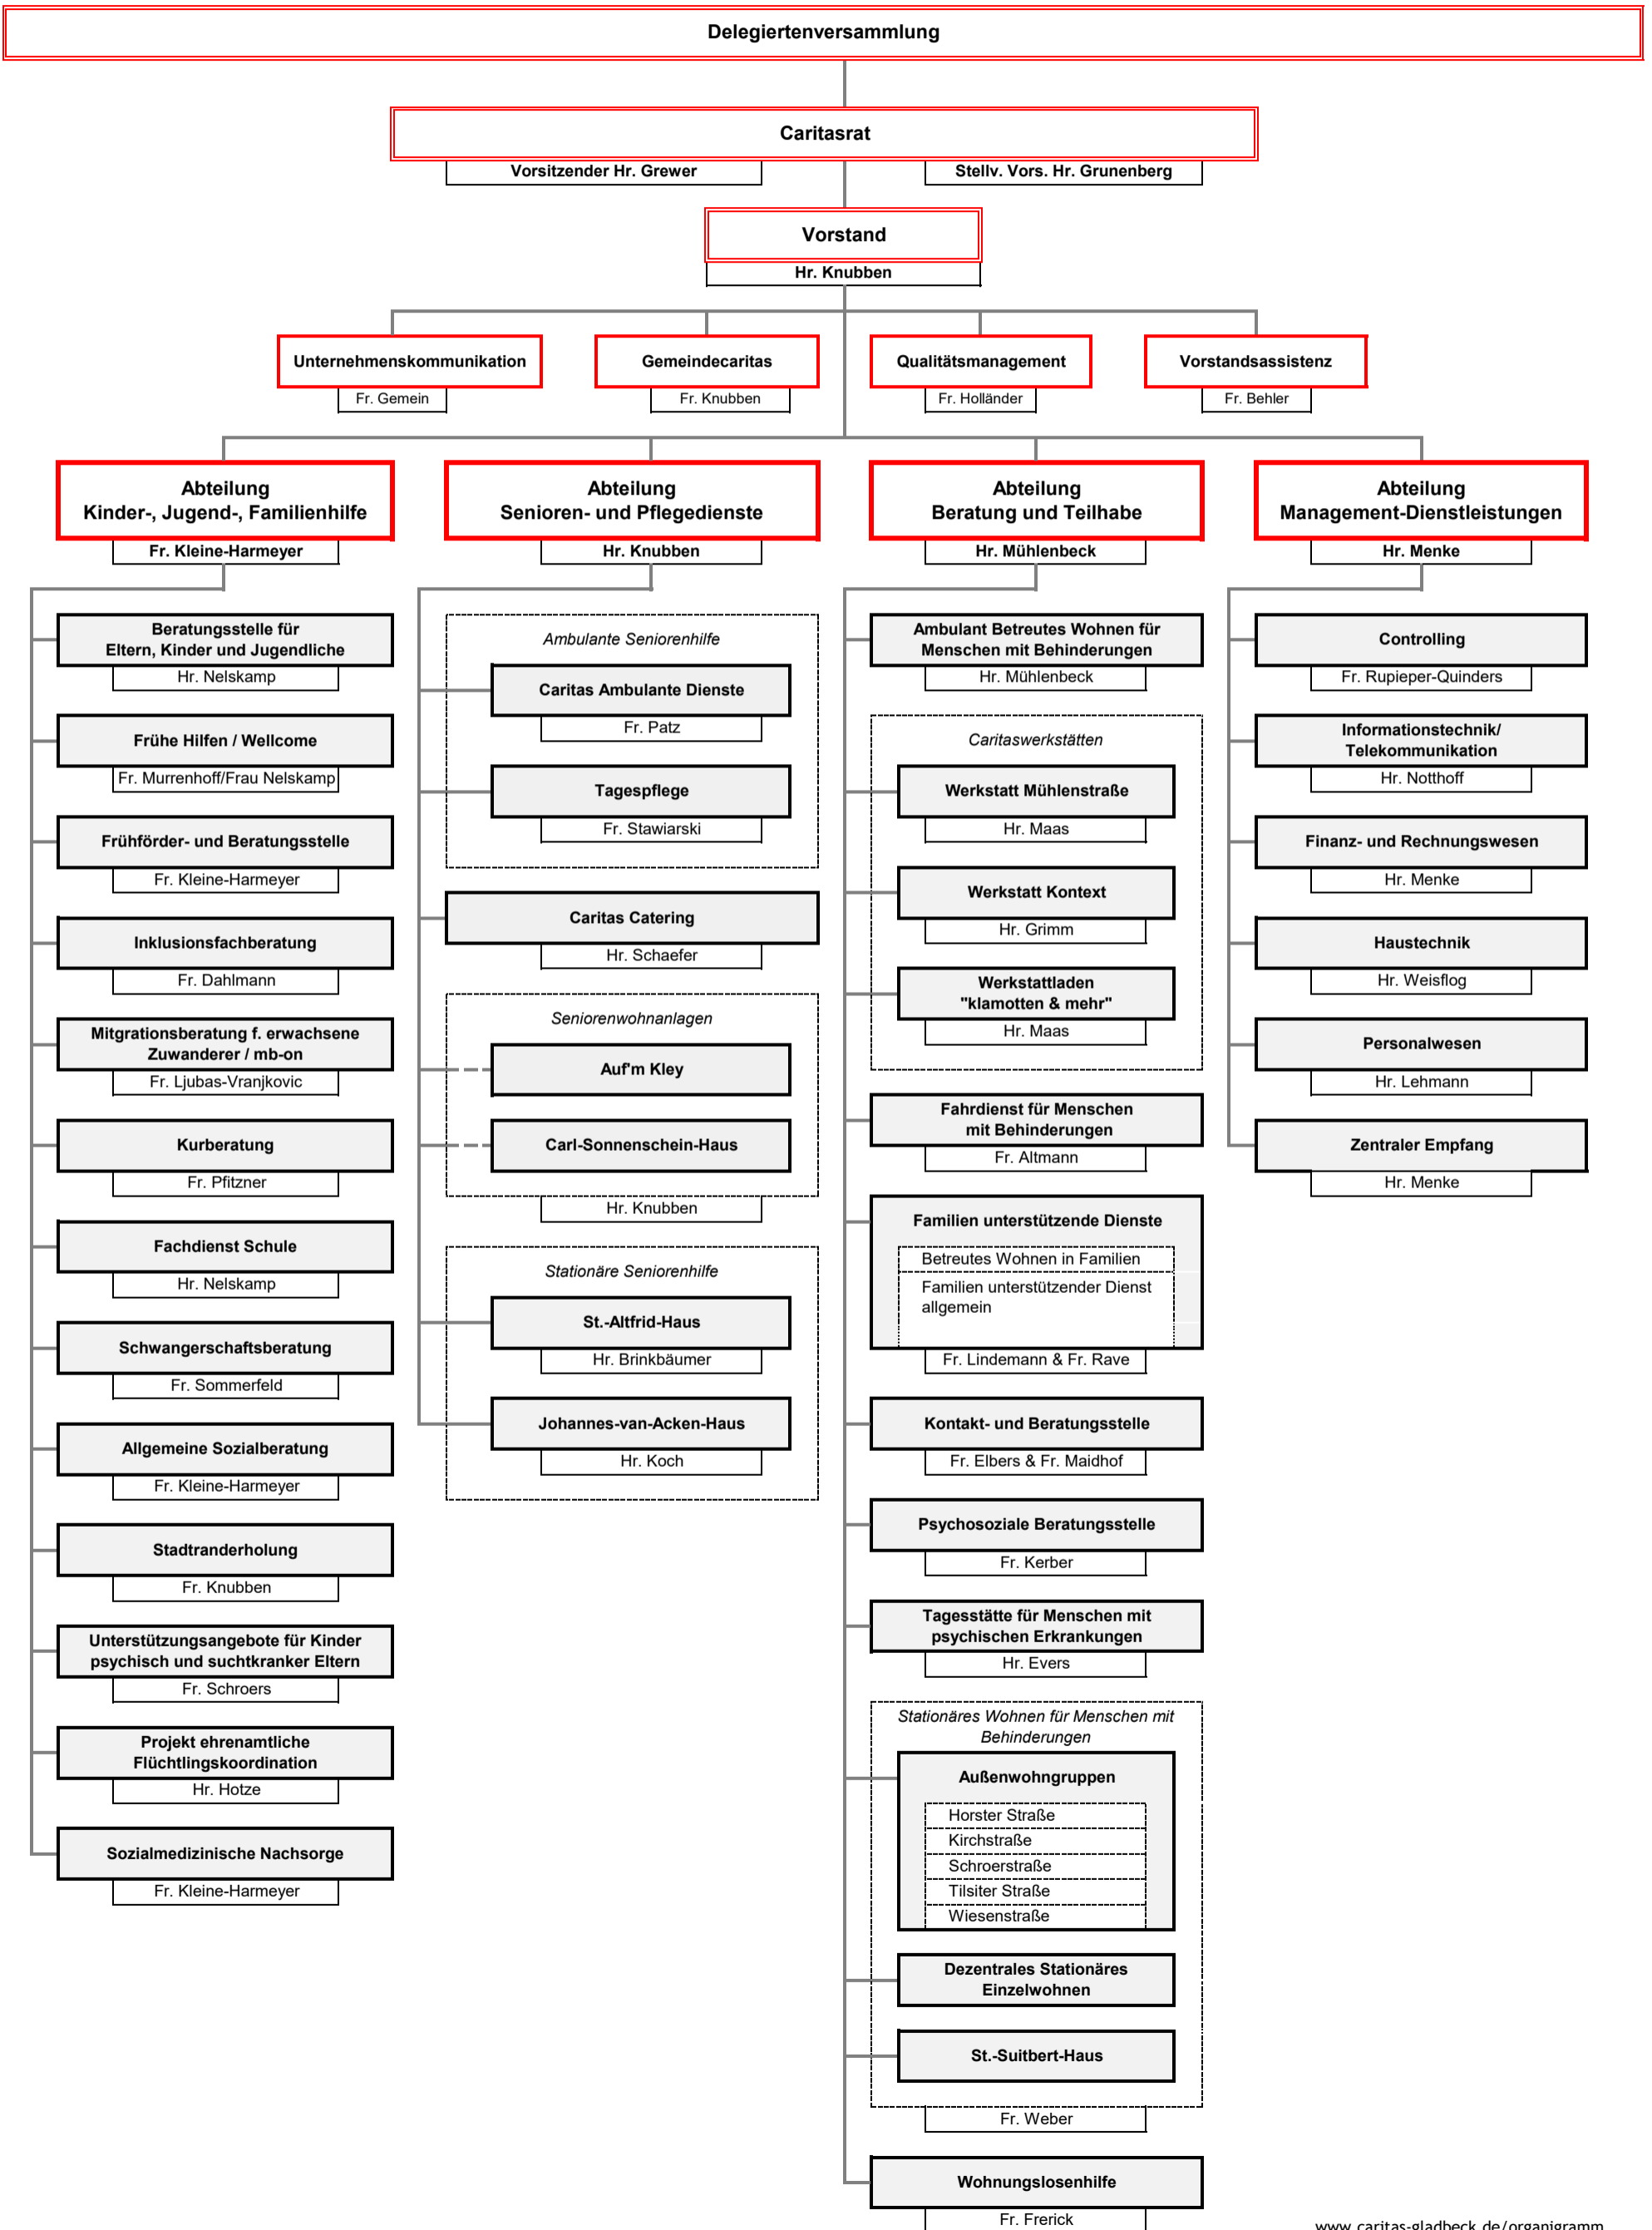 Delegiertenversammlung
Caritasrat
Vorsitzender Hr. Grewer
Stellv. Vors. Hr. Grunenberg
Vorstand
Hr. Knubben
Unternehmenskommunikation
Fr. Gemein
Gemeindecaritas
Fr. Knubben
Qualitätsmanagement
Fr. Holländer
Vorstandsassistenz
Fr. Behler
Abteilung
Kinder-, Jugend-, Familienhilfe
Fr. Kleine-Harmeyer
Beratungsstelle für
Eltern, Kinder und Jugendliche
Hr. Nelskamp
Frühe Hilfen / Wellcome
Fr. Murrenhoff/Frau Nelskamp
Frühförder- und Beratungsstelle
Fr. Kleine-Harmeyer
Inklusionsfachberatung
Fr. Dahlmann
Mitgrationsberatung f. erwachsene
Zuwanderer / mb-on
Fr. Ljubas-Vranjkovic
Kurberatung
Fr. Pfitzner
Fachdienst Schule
Hr. Nelskamp
Schwangerschaftsberatung
Fr. Sommerfeld
Allgemeine Sozialberatung
Fr. Kleine-Harmeyer
Stadtranderholung
Fr. Knubben
Unterstützungsangebote für Kinder
psychisch und suchtkranker Eltern
Fr. Schroers
Projekt ehrenamtliche
Flüchtlingskoordination
Hr. Hotze
Sozialmedizinische Nachsorge
Fr. Kleine-Harmeyer
Abteilung
Senioren- und Pflegedienste
Hr. Knubben
Ambulante Seniorenhilfe
Caritas Ambulante Dienste
Fr. Patz
Tagespflege
Fr. Stawiarski
Caritas Catering
Hr. Schaefer
Seniorenwohnanlagen
Auf'm Kley
Carl-Sonnenschein-Haus
Hr. Knubben
Stationäre Seniorenhilfe
St.-Altfrid-Haus
Hr. Brinkbäumer
Johannes-van-Acken-Haus
Hr. Koch
Abteilung
Beratung und Teilhabe
Hr. Mühlenbeck
Ambulant Betreutes Wohnen für
Menschen mit Behinderungen
Hr. Mühlenbeck
Caritaswerkstätten
Werkstatt Mühlenstraße
Hr. Maas
Werkstatt Kontext
Hr. Grimm
Werkstattladen
"klamotten & mehr"
Hr. Maas
Fahrdienst für Menschen
mit Behinderungen
Fr. Altmann
Familien unterstützende Dienste
Betreutes Wohnen in Familien
Familien unterstützender Dienst
allgemein
Fr. Lindemann & Fr. Rave
Kontakt- und Beratungsstelle
Fr. Elbers & Fr. Maidhof
Psychosoziale Beratungsstelle
Fr. Kerber
Tagesstätte für Menschen mit
psychischen Erkrankungen
Hr. Evers
Stationäres Wohnen für Menschen mit
Behinderungen
Außenwohngruppen
Horster Straße
Kirchstraße
Schroerstraße
Tilsiter Straße
Wiesenstraße
Dezentrales Stationäres
Einzelwohnen
St.-Suitbert-Haus
Fr. Weber
Wohnungslosenhilfe
Fr. Frerick
Abteilung
Management-Dienstleistungen
Hr. Menke
Controlling
Fr. Rupieper-Quinders
Informationstechnik/
Telekommunikation
Hr. Notthoff
Finanz- und Rechnungswesen
Hr. Menke
Haustechnik
Hr. Weisflog
Personalwesen
Hr. Lehmann
Zentraler Empfang
Hr. Menke
www.caritas-gladbeck.de/organigramm